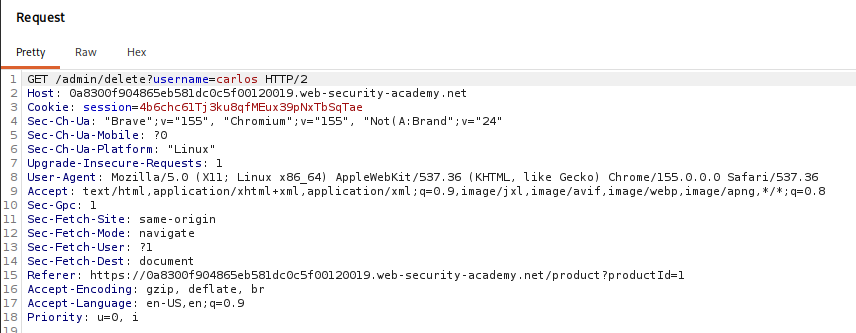 Request
Pretty Raw Hex
1 GET /admin/delete?username=carlos HTTP/2
2 Host: 0a8300f904865eb581dc0c5f00120019.web-security-academy.net
3 Cookie: session=4b6chc61Tj3ku8qfMEux39pNxTbSqTae
4 Sec-Ch-Ua: "Brave";v="155", "Chromium";v="155", "Not(A:Brand";v="24"
5 Sec-Ch-Ua-Mobile: ?0
6 Sec-Ch-Ua-Platform: "Linux"
7 Upgrade-Insecure-Requests: 1
8 User-Agent: Mozilla/5.0 (X11; Linux x86_64) AppleWebKit/537.36 (KHTML, like Gecko) Chrome/155.0.0.0 Safari/537.36
9 Accept: text/html,application/xhtml+xml,application/xml;q=0.9,image/jxl,image/avif,image/webp,image/apng,*/*;q=0.8
10 Sec-Gpc: 1
11 Sec-Fetch-Site: same-origin
12 Sec-Fetch-Mode: navigate
13 Sec-Fetch-User: ?1
14 Sec-Fetch-Dest: document
15 Referer: https://0a8300f904865eb581dc0c5f00120019.web-security-academy.net/product?productId=1
16 Accept-Encoding: gzip, deflate, br
17 Accept-Language: en-US,en;q=0.9
18 Priority: u=0, i
19